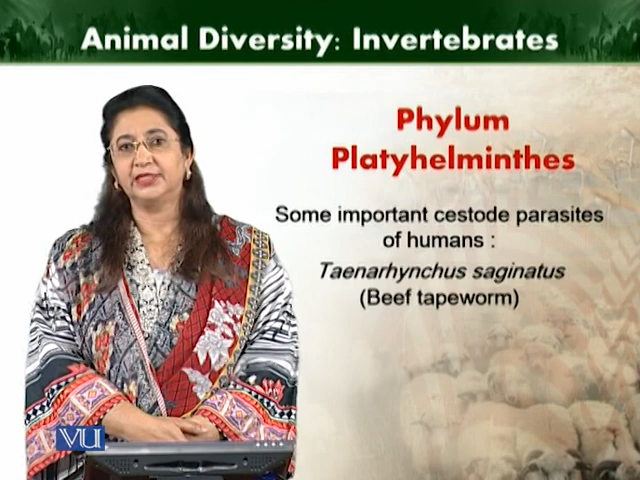 Animal Diversity: Invertebrates
Phylum
Platyhelminthes
Some important cestode parasites
of humans :
Taenarhynchus saginatus
(Beef tapeworm)
VU